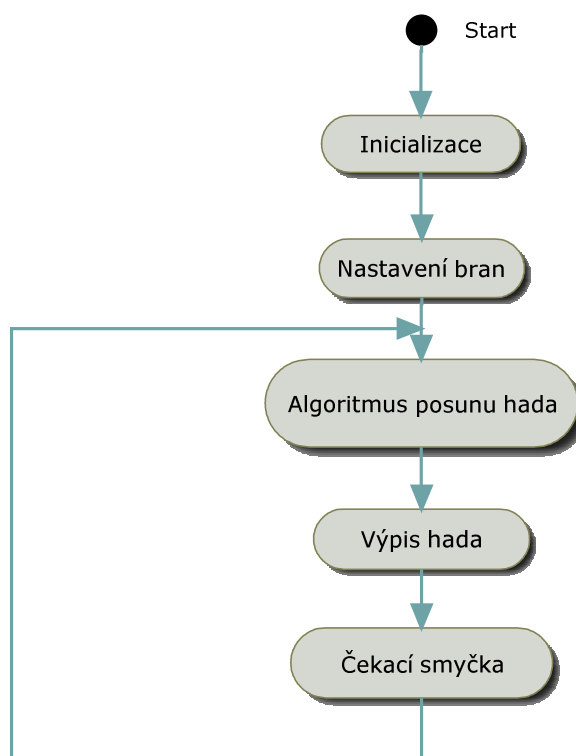 Start
Inicializace
Nastavení bran
Algoritmus posunu hada
Výpis hada
Čekací smyčka